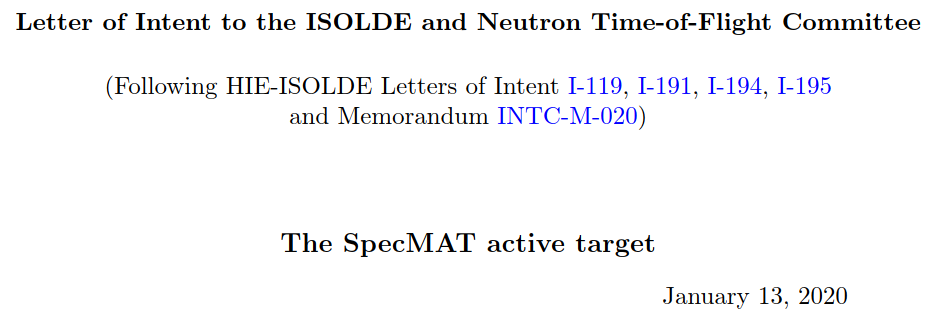 Letter of Intent to the ISOLDE and Neutron Time-of-Flight Committee
(Following HIE-ISOLDE Letters of Intent I-119, I-191, I-194, I-195
and Memorandum INTC-M-020)
The SpecMAT active target
January 13, 2020